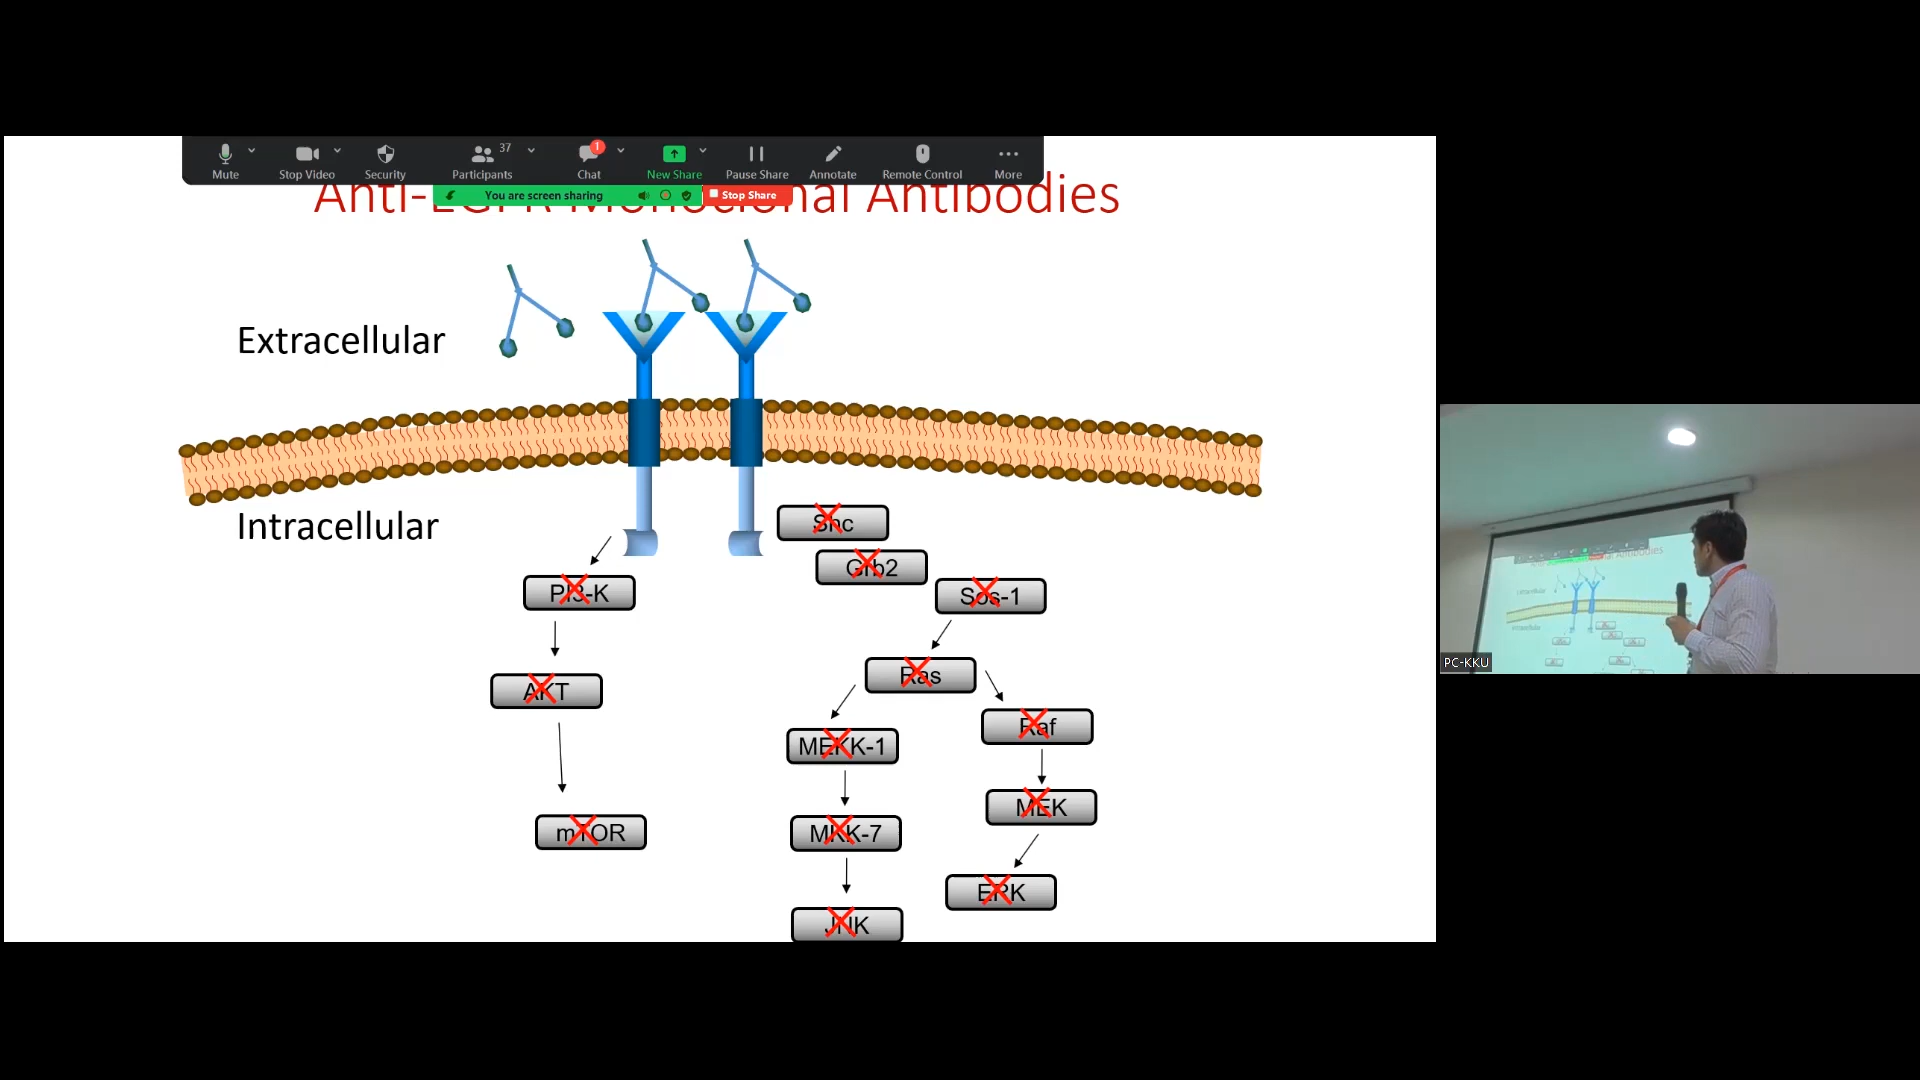 37
1
Mute
Stop Video
Security
Participants
Chat
New Share
Pause Share
Annotate
Remote Control
More
You are screen sharing
Stop Share
Anti-EGFR Monoclonal Antibodies
Extracellular
Intracellular
Shc
Grb2
PI3-K
Sos-1
Ras
AKT
Raf
MEKK-1
MEK
mTOR
MKK-7
ERK
JNK
PC-KKU